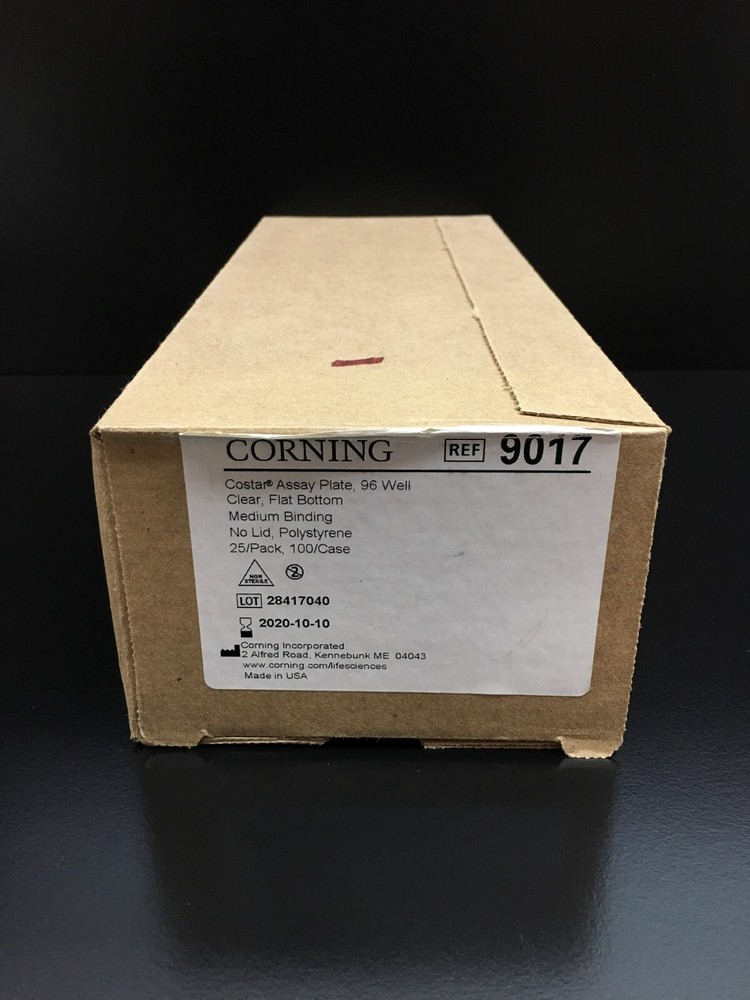 CORNING REF 9017
Costar® Assay Plate, 96 Well
Clear, Flat Bottom
Medium Binding
No Lid, Polystyrene
25/Pack, 100/Case
NON
STERILE
2
LOT 28417040
2020-10-10
Corning Incorporated
2 Alfred Road, Kennebunk ME 04043
www.corning.com/lifesciences
Made in USA